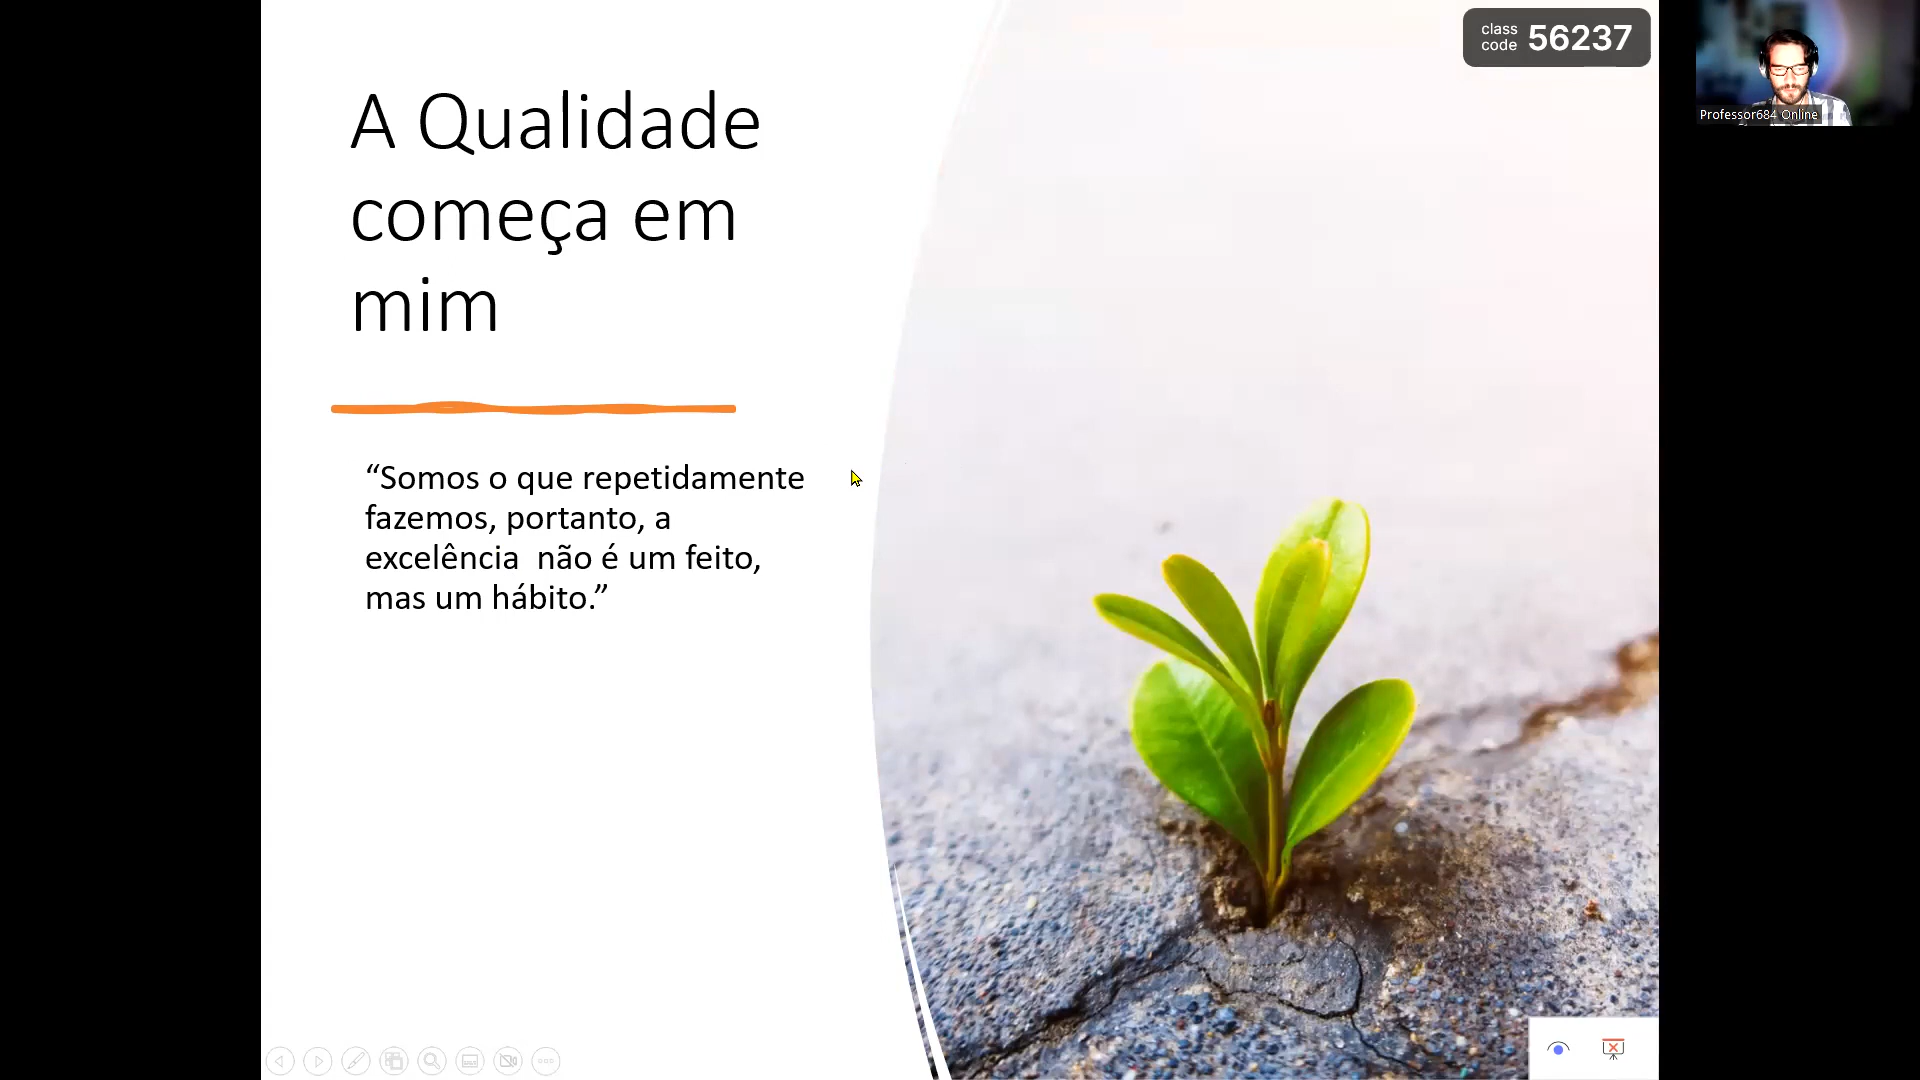 class
code 56237
A Qualidade
começa em
mim
“Somos o que repetidamente
fazemos, portanto, a
excelência  não é um feito,
mas um hábito.”
Professor684 Online